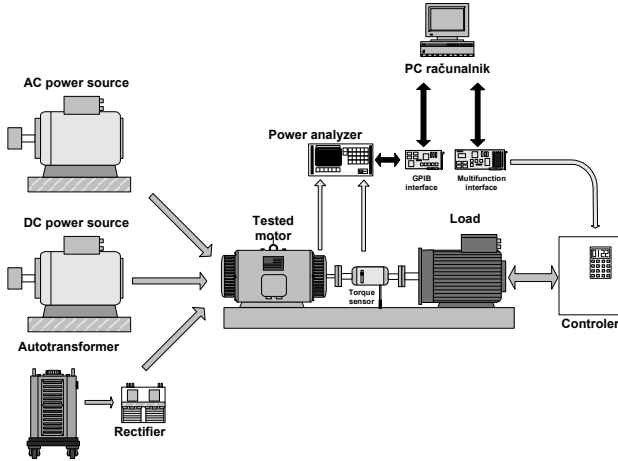 PC računalnik
AC power source
Power analyzer
GPIB
interface
Multifunction
interface
DC power source
Tested
motor
Load
Torque
sensor
Controler
Autotransformer
Rectifier